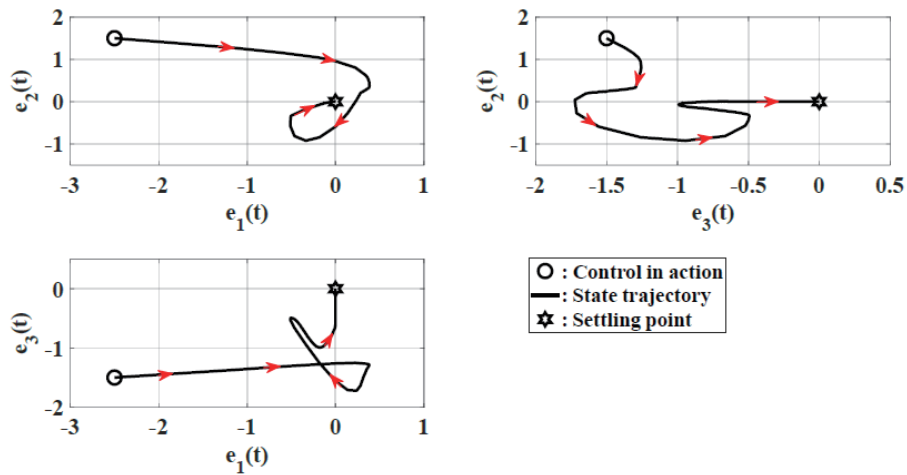 2
1
0
-1
e2(t)
-3 -2 -1 0 1
e1(t)
2
1
0
-1
e2(t)
-2 -1.5 -1 -0.5 0 0.5
e3(t)
0
-1
-2
e3(t)
-3 -2 -1 0 1
e1(t)
: Control in action
: State trajectory
: Settling point